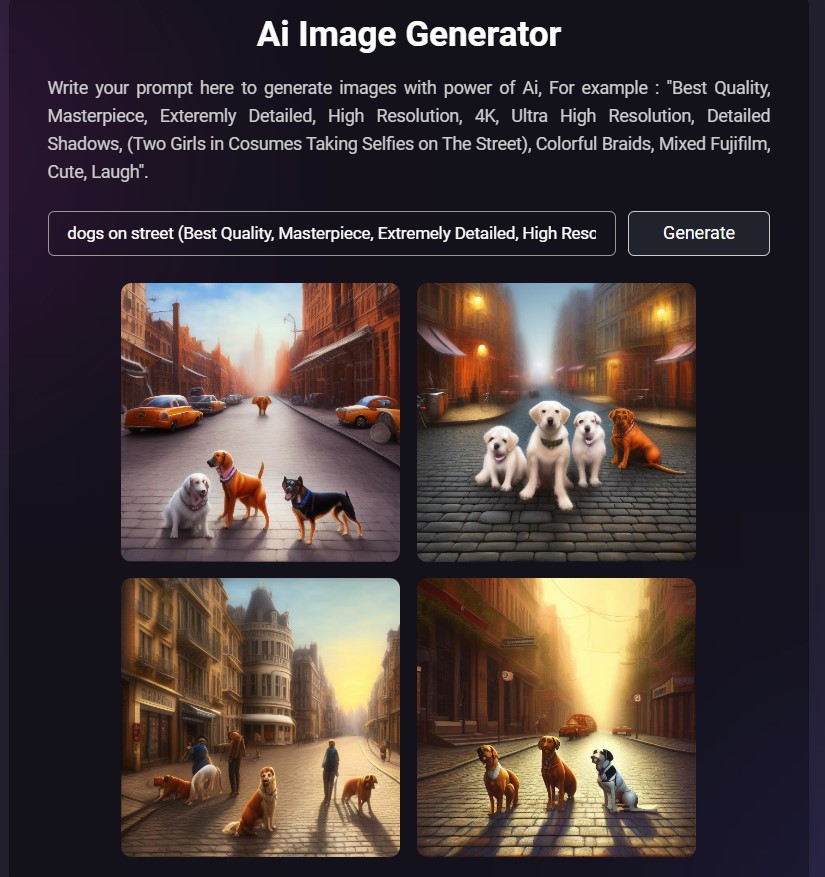 Ai Image Generator
Write your prompt here to generate images with power of Ai, For example : "Best Quality,
Masterpiece, Exteremly Detailed, High Resolution, 4K, Ultra High Resolution, Detailed
Shadows, (Two Girls in Cosumes Taking Selfies on The Street), Colorful Braids, Mixed Fujifilm,
Cute, Laugh".
dogs on street (Best Quality, Masterpiece, Extremely Detailed, High Resc
Generate